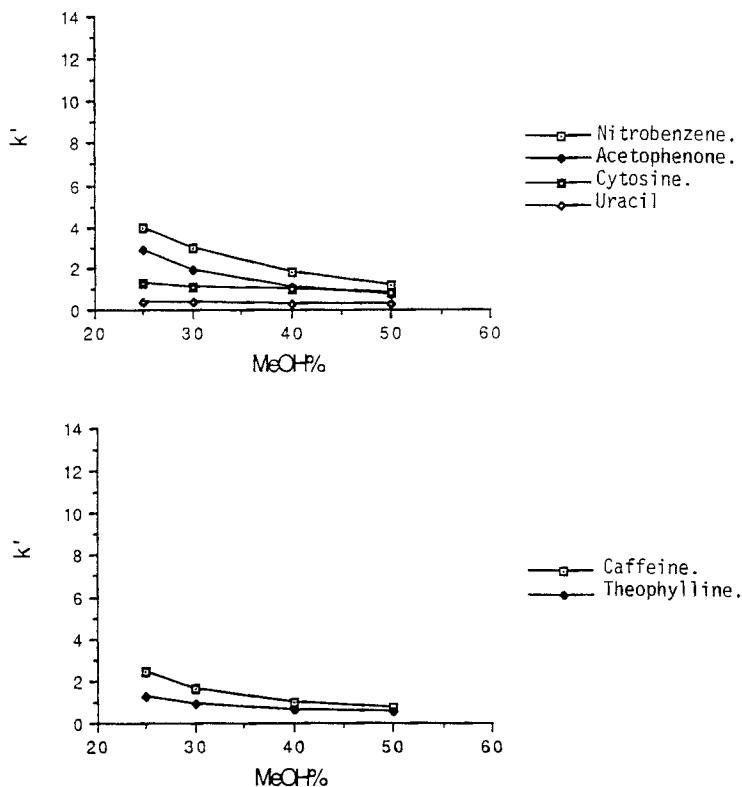 14
12
10
8
6
4
2
0
k'
20
30
40
50
60
MeOH%
Nitrobenzene.
Acetophenone.
Cytosine.
Uracil
14
12
10
8
6
4
2
0
k'
20
30
40
50
60
MeOH%
Caffeine.
Theophylline.